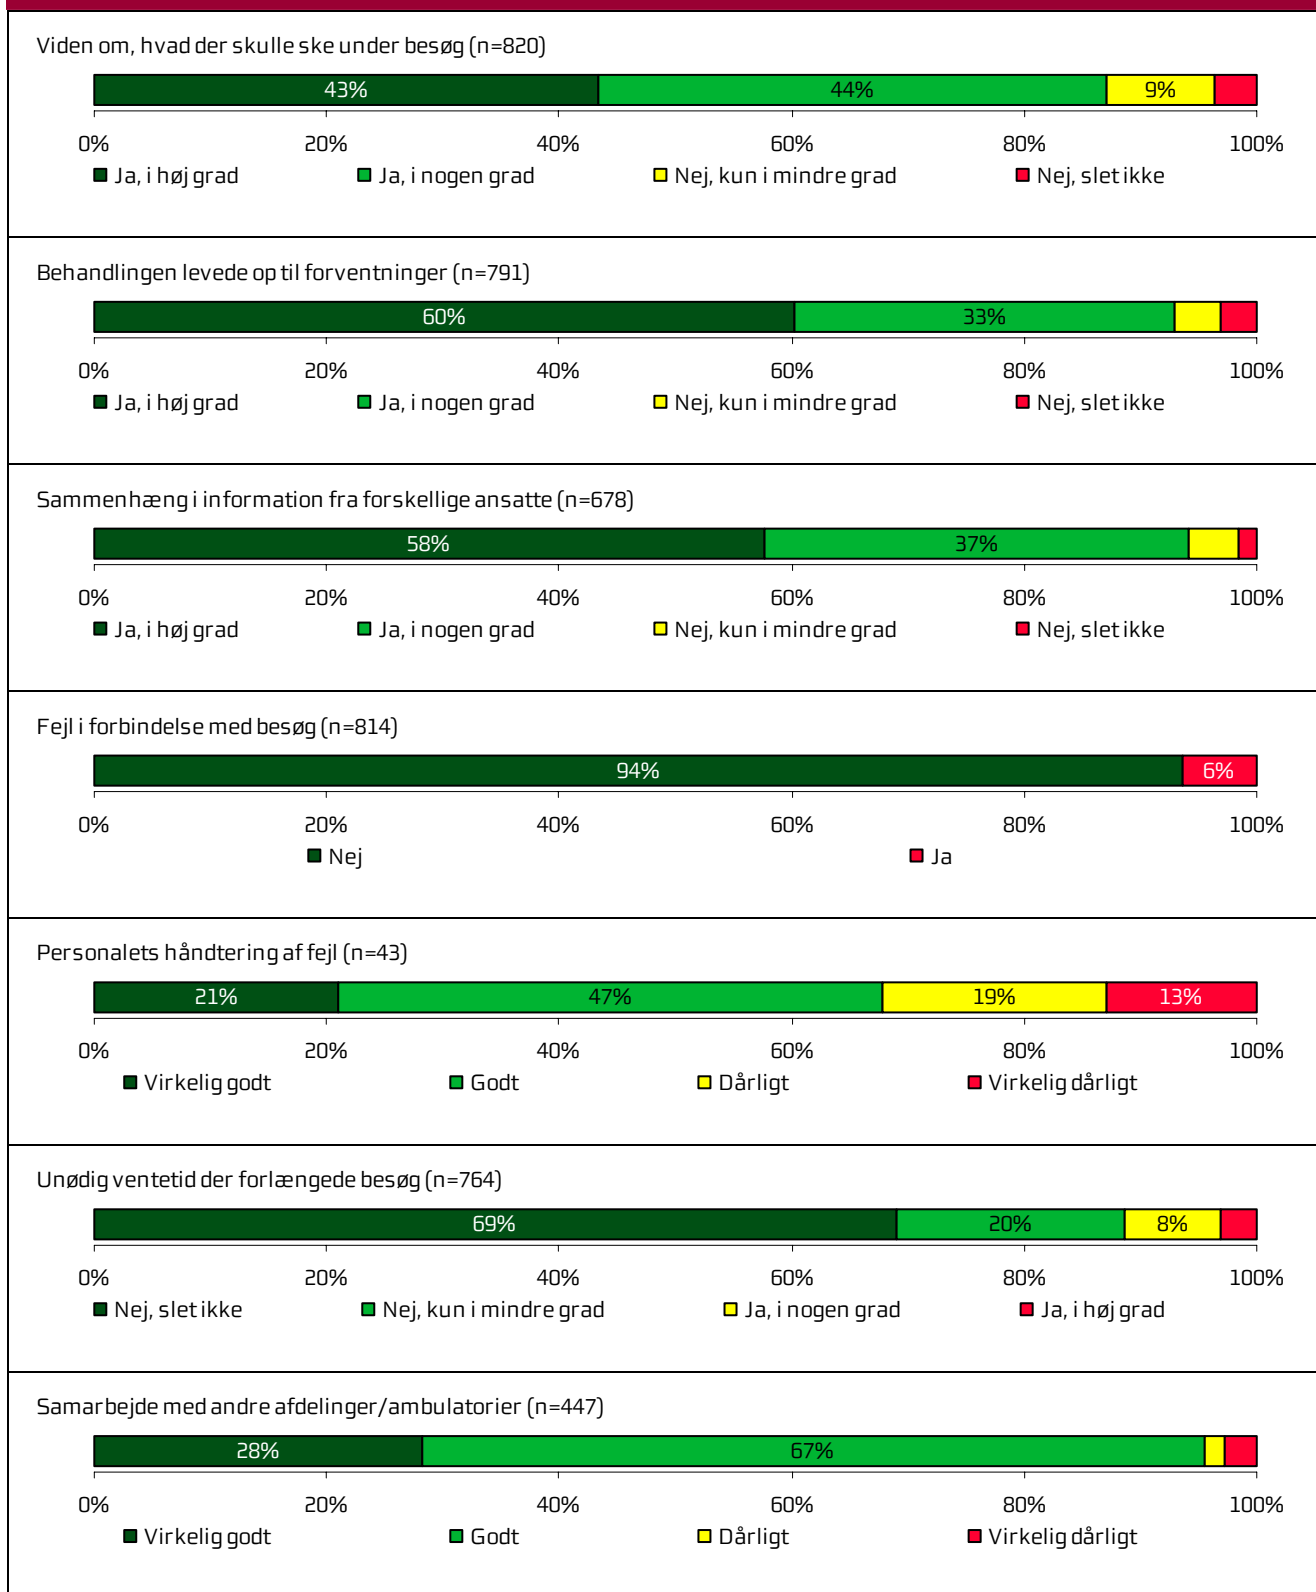 Viden om, hvad der skulle ske under besøg (n=820)
43% 44% 9%
0% 20% 40% 60% 80% 100%
Ja, i høj grad Ja, i nogen grad Nej, kun i mindre grad Nej, slet ikke
Behandlingen levede op til forventninger (n=791)
60% 33%
0% 20% 40% 60% 80% 100%
Ja, i høj grad Ja, i nogen grad Nej, kun i mindre grad Nej, slet ikke
Sammenhæng i information fra forskellige ansatte (n=678)
58% 37%
0% 20% 40% 60% 80% 100%
Ja, i høj grad Ja, i nogen grad Nej, kun i mindre grad Nej, slet ikke
Fejl i forbindelse med besøg (n=814)
94% 6%
0% 20% 40% 60% 80% 100%
Nej Ja
Personalets håndtering af fejl (n=43)
21% 47% 19% 13%
0% 20% 40% 60% 80% 100%
Virkelig godt Godt Dårligt Virkelig dårligt
Unødig ventetid der forlængede besøg (n=764)
69% 20% 8%
0% 20% 40% 60% 80% 100%
Nej, slet ikke Nej, kun i mindre grad Ja, i nogen grad Ja, i høj grad
Samarbejde med andre afdelinger/ambulatorier (n=447)
28% 67%
0% 20% 40% 60% 80% 100%
Virkelig godt Godt Dårligt Virkelig dårligt